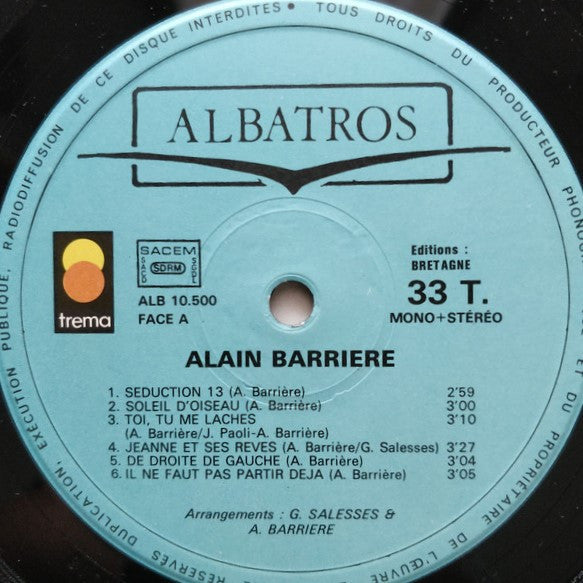 DUPLICATION, EXÉCUTION PUBLIQUE, RADIODIFFUSION DE CE DISQUE INTERDITES • TOUS DROITS DU PRODUCTEUR
ET DU PROPRIÉTAIRE DE L'ŒUVRE RÉSERVÉS
ALBATROS
trema
SACEM
SDRM
ALB 10.500
FACE A
Editions :
BRETAGNE
33 T.
MONO+STÉRÉO
ALAIN BARRIERE
1. SEDUCTION 13 (A. Barrière) 2'59
2. SOLEIL D'OISEAU (A. Barrière) 3'00
3. TOI, TU ME LACHES 3'10
(A. Barrière/J. Paoli-A. Barrière)
4. JEANNE ET SES REVES (A. Barrière/G. Salesses) 3'27
5. DE DROITE DE GAUCHE (A. Barrière) 3'04
6. IL NE FAUT PAS PARTIR DEJA (A. Barrière) 3'05
Arrangements : G. SALESSES &
A. BARRIERE